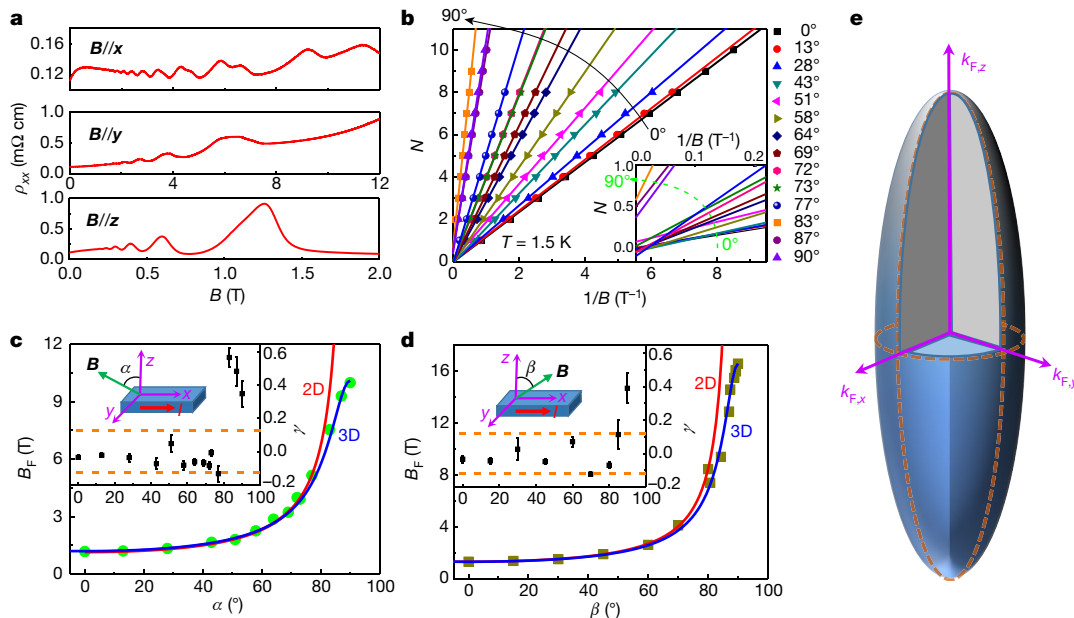 a
B//x
0.16
0.12
B//y
1.0
0.5
0.0
0 4 8 12
B//z
1.0
0.5
0.0
0.0 0.5 1.0 1.5 2.0
ρxx (mΩ cm)
B (T)
b
90°
10
8
6
4
2
0
N
0°
T = 1.5 K
0 2 4 6 8
1/B (T⁻¹)
1/B (T⁻¹)
0.0 0.1 0.2
1.0
0.5
0.0
N
90°
0°
0°
13°
28°
43°
51°
58°
64°
69°
72°
73°
77°
83°
87°
90°
c
12
9
6
3
0
BF (T)
B
α
z
x
y
I
2D
3D
0.6
0.4
0.2
0.0
−0.2
γ
0 20 40 60 80 100
0 20 40 60 80 100
α (°)
d
16
12
8
4
0
BF (T)
z
β
B
x
y
I
2D
3D
0.6
0.4
0.2
0.0
−0.2
γ
0 20 40 60 80 100
0 20 40 60 80 100
β (°)
e
kF,z
kF,x
kF,y